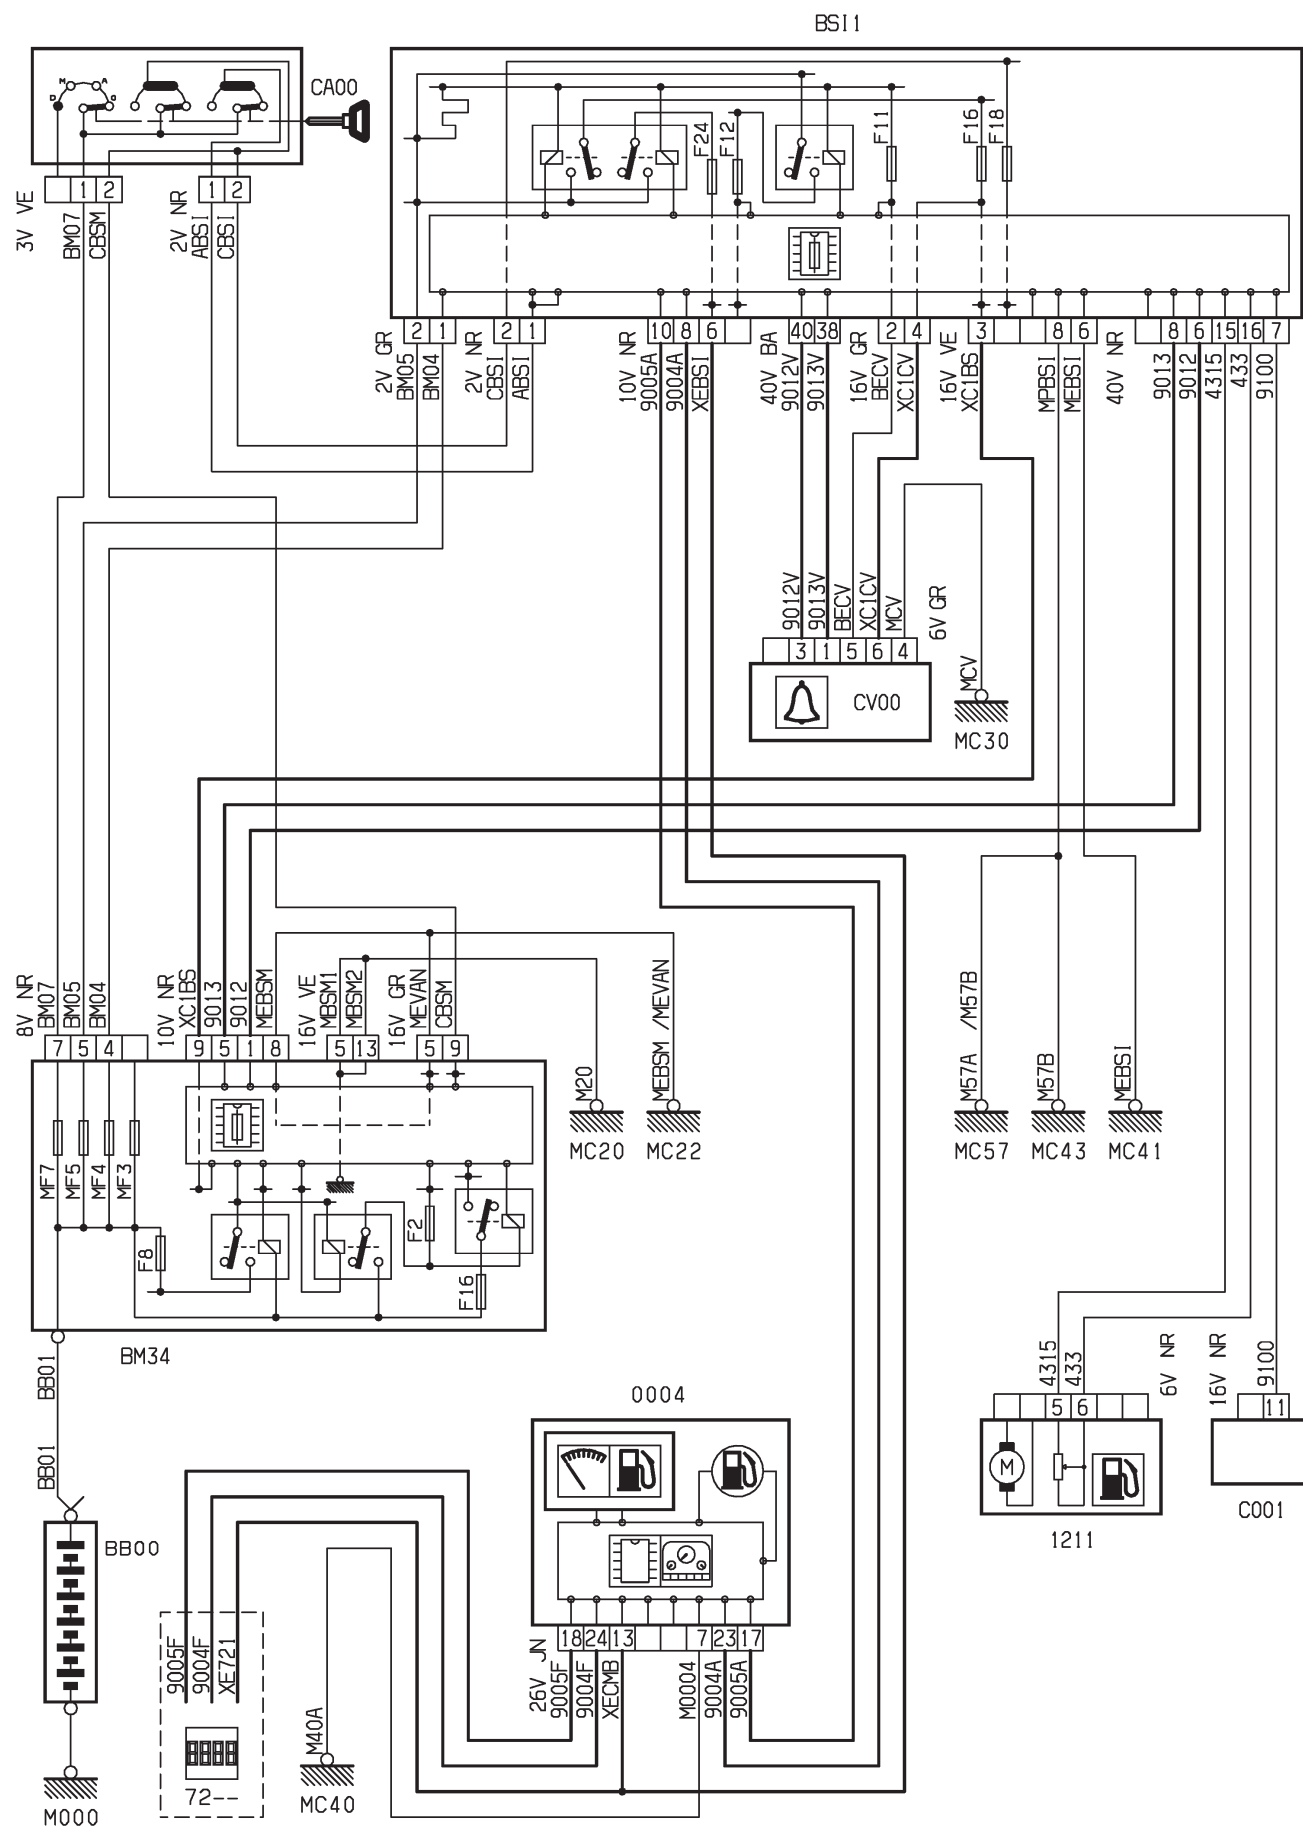 BSI1
CA00
M A
D G
1 2
1 2
3V VE
BM07
CBSM
2V NR
ABSI
CBSI
F24
F12
F11
F16
F18
2 1
2 1
10 8 6
40 38
2 4
3 8 6
8 6 15 16 7
2V GR
BM05
BM04
2V NR
CBSI
ABSI
10V NR
9005A
9004A
XEBSI
40V BA
9012V
9013V
16V GR
BECV
XC1CV
16V VE
XC1BS
MPBSI
MEBSI
40V NR
9013
9012
4315
433
9100
9012V
9013V
BECV
XC1CV
MCV
6V GR
3 1 5 6 4
CV00
MCV
MC30
8V NR
BM07
BM05
BM04
10V NR
XC1BS
9013
9012
MEBSM
16V VE
MBSM1
MBSM2
16V GR
MEVAN
CBSM
7 5 4
9 5 1 8
5 13
5 9
M20
MC20
MEBSM /MEVAN
MC22
M57A /M57B
MC57
M57B
MC43
MEBSI
MC41
MF7
MF5
MF4
MF3
F8
F2
F16
BM34
BB01
BB01
BB00
M000
4315
433
6V NR
5 6
M
1211
16V NR
9100
11
C001
0004
18 24 13 7 23 17
26V JN
9005F
9004F
XECMB
M0004
9004A
9005A
9005F
9004F
XE721
72--
M40A
MC40